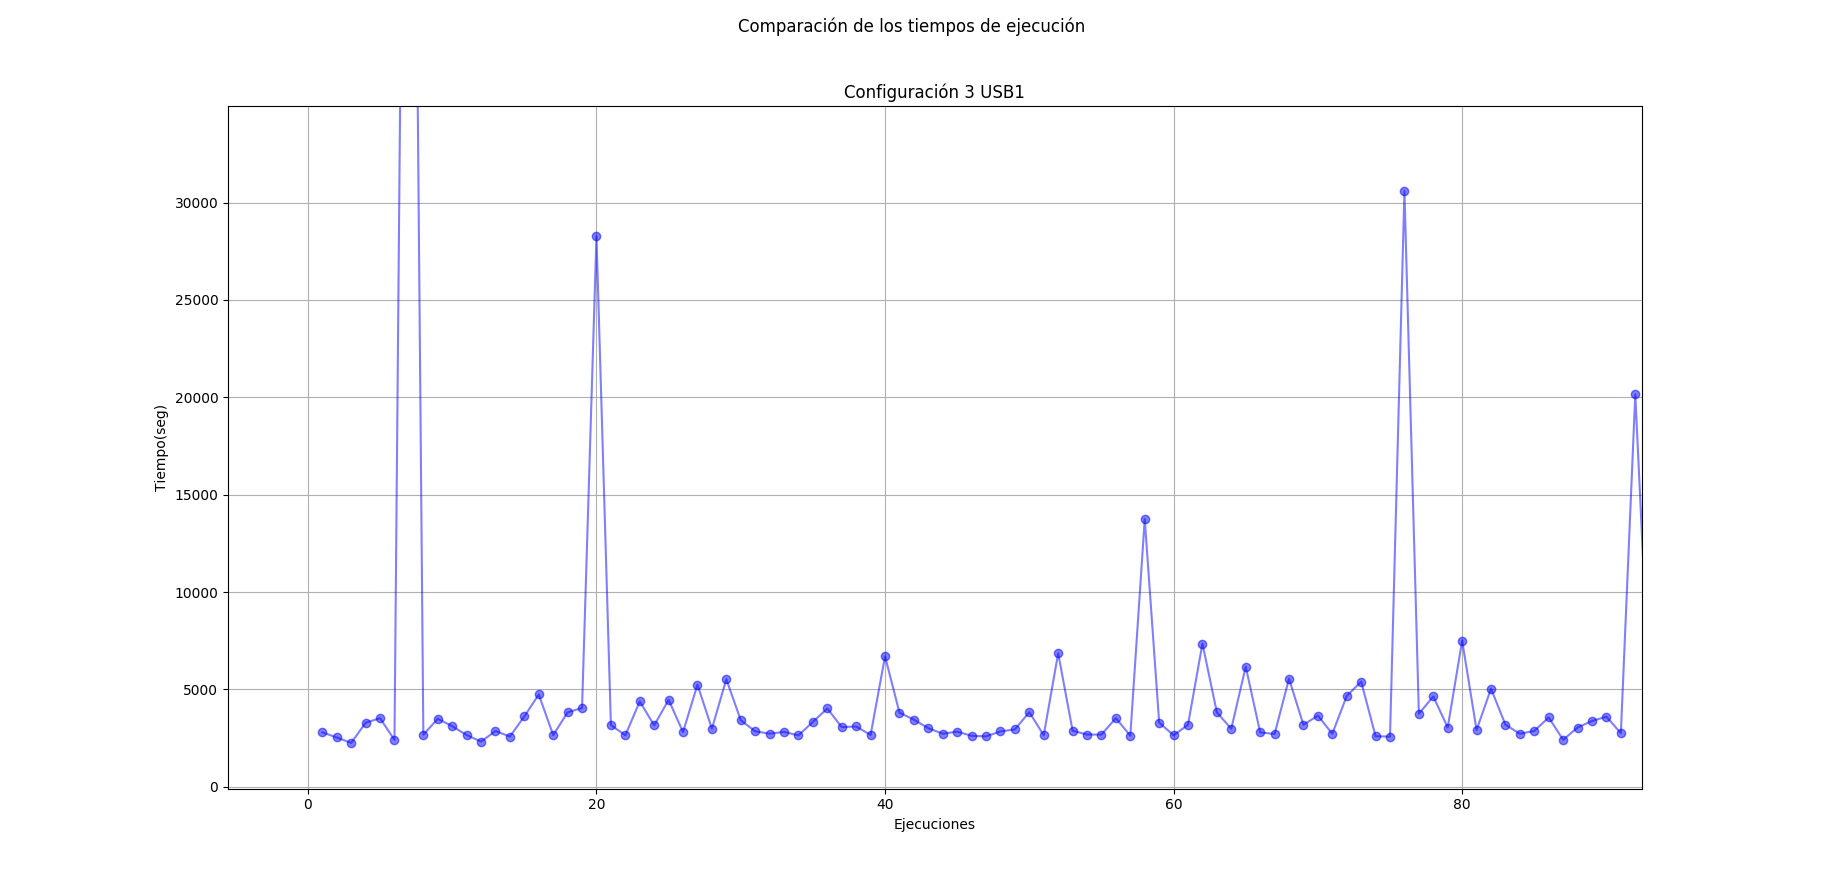 Comparación de los tiempos de ejecución
Configuración 3 USB1
30000
25000
20000
15000
10000
5000
0
Tiempo(seg)
0 20 40 60 80
Ejecuciones